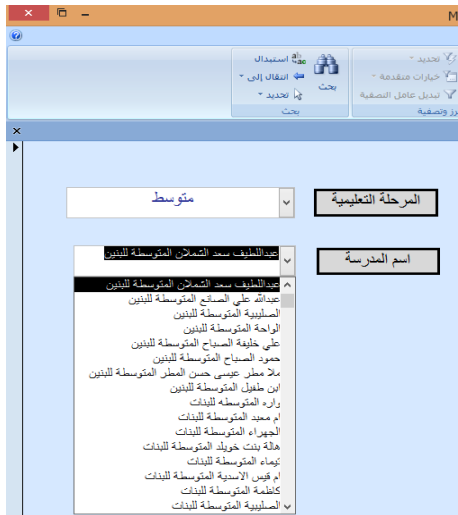 M
استبدال
انتقال إلى
تحديد
بحث
بحث
تحديد
خيارات متقدمة
تبديل عامل التصفية
رز وتصفية
المرحلة التعليمية
متوسط
اسم المدرسة
عبداللطيف سعد الشملان المتوسطة للبنين
عبداللطيف سعد الشملان المتوسطة للبنين
عبدالله علي الصانع المتوسطة للبنين
الصليبية المتوسطة للبنين
الواحة المتوسطة للبنين
علي خليفة الصباح المتوسطة للبنين
حمود الصباح المتوسطة للبنين
ملا مطر عيسى حسن المطر المتوسطة للبنين
ابن طفيل المتوسطة للبنين
واره المتوسطه للبنات
ام معبد المتوسطة للبنات
الجهراء المتوسطة للبنات
هالة بنت خويلد المتوسطة للبنات
تيماء المتوسطة للبنات
ام قيس الاسدية المتوسطة للبنات
كاظمة المتوسطة للبنات
الصليبية المتوسطة للبنات